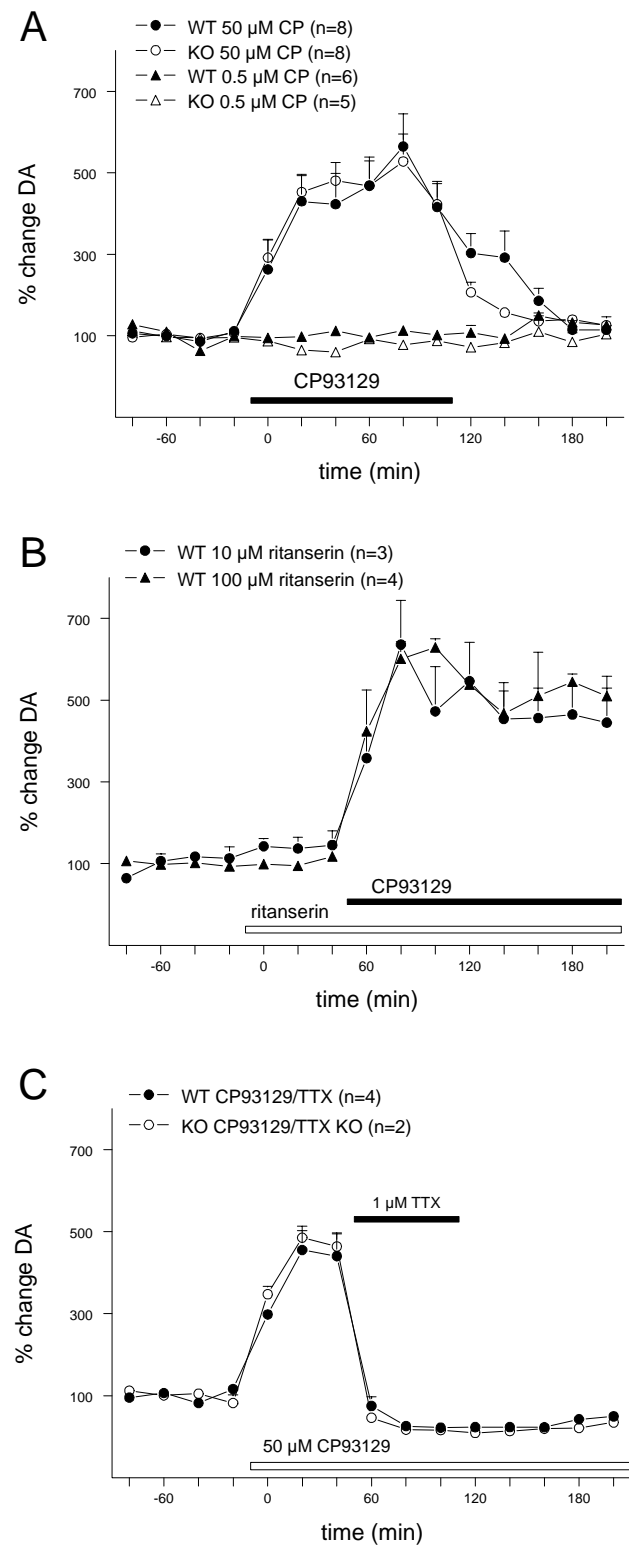 A
WT 50 µM CP (n=8)
KO 50 µM CP (n=8)
WT 0.5 µM CP (n=6)
KO 0.5 µM CP (n=5)
700
500
300
100
% change DA
CP93129
-60 0 60 120 180
time (min)
B
WT 10 µM ritanserin (n=3)
WT 100 µM ritanserin (n=4)
700
500
300
100
% change DA
CP93129
ritanserin
-60 0 60 120 180
time (min)
C
WT CP93129/TTX (n=4)
KO CP93129/TTX KO (n=2)
700
500
300
100
% change DA
1 µM TTX
50 µM CP93129
-60 0 60 120 180
time (min)